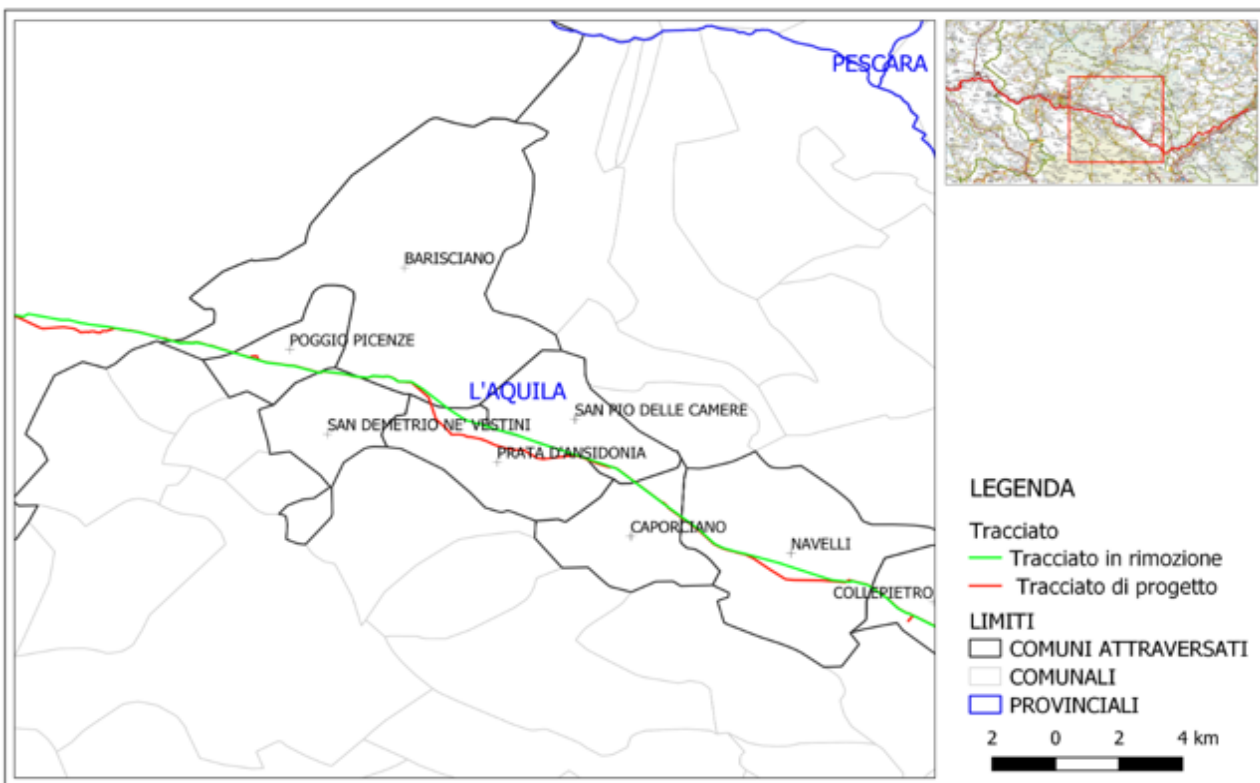 PESCARA
BARISCIANO
POGGIO PICENZE
L'AQUILA
SAN PIO DELLE CAMERE
SAN DEMETRIO NE' VESTINI
PRATA D'ANSIDONIA
CAPORCIANO
NAVELLI
COLLEPIETRO
LEGENDA
Tracciato
Tracciato in rimozione
Tracciato di progetto
LIMITI
COMUNI ATTRAVERSATI
COMUNALI
PROVINCIALI
2 0 2 4 km